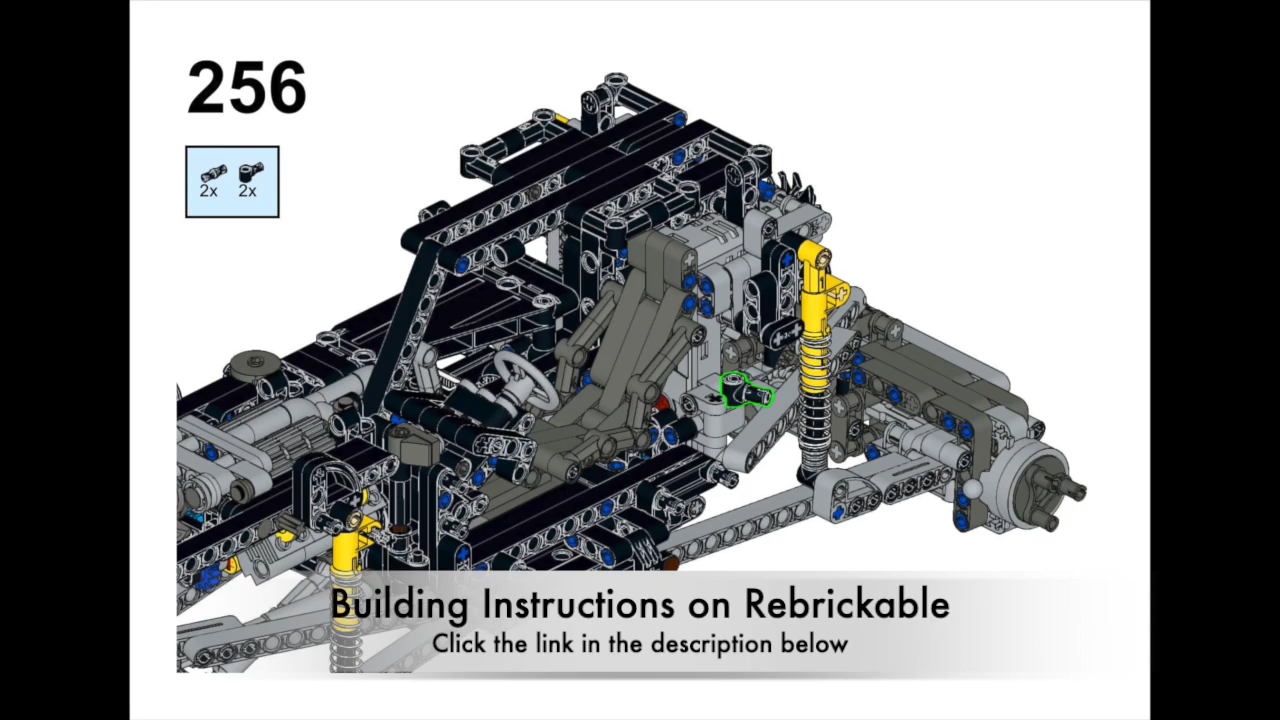 256
2x 2x
Building Instructions on Rebrickable
Click the link in the description below